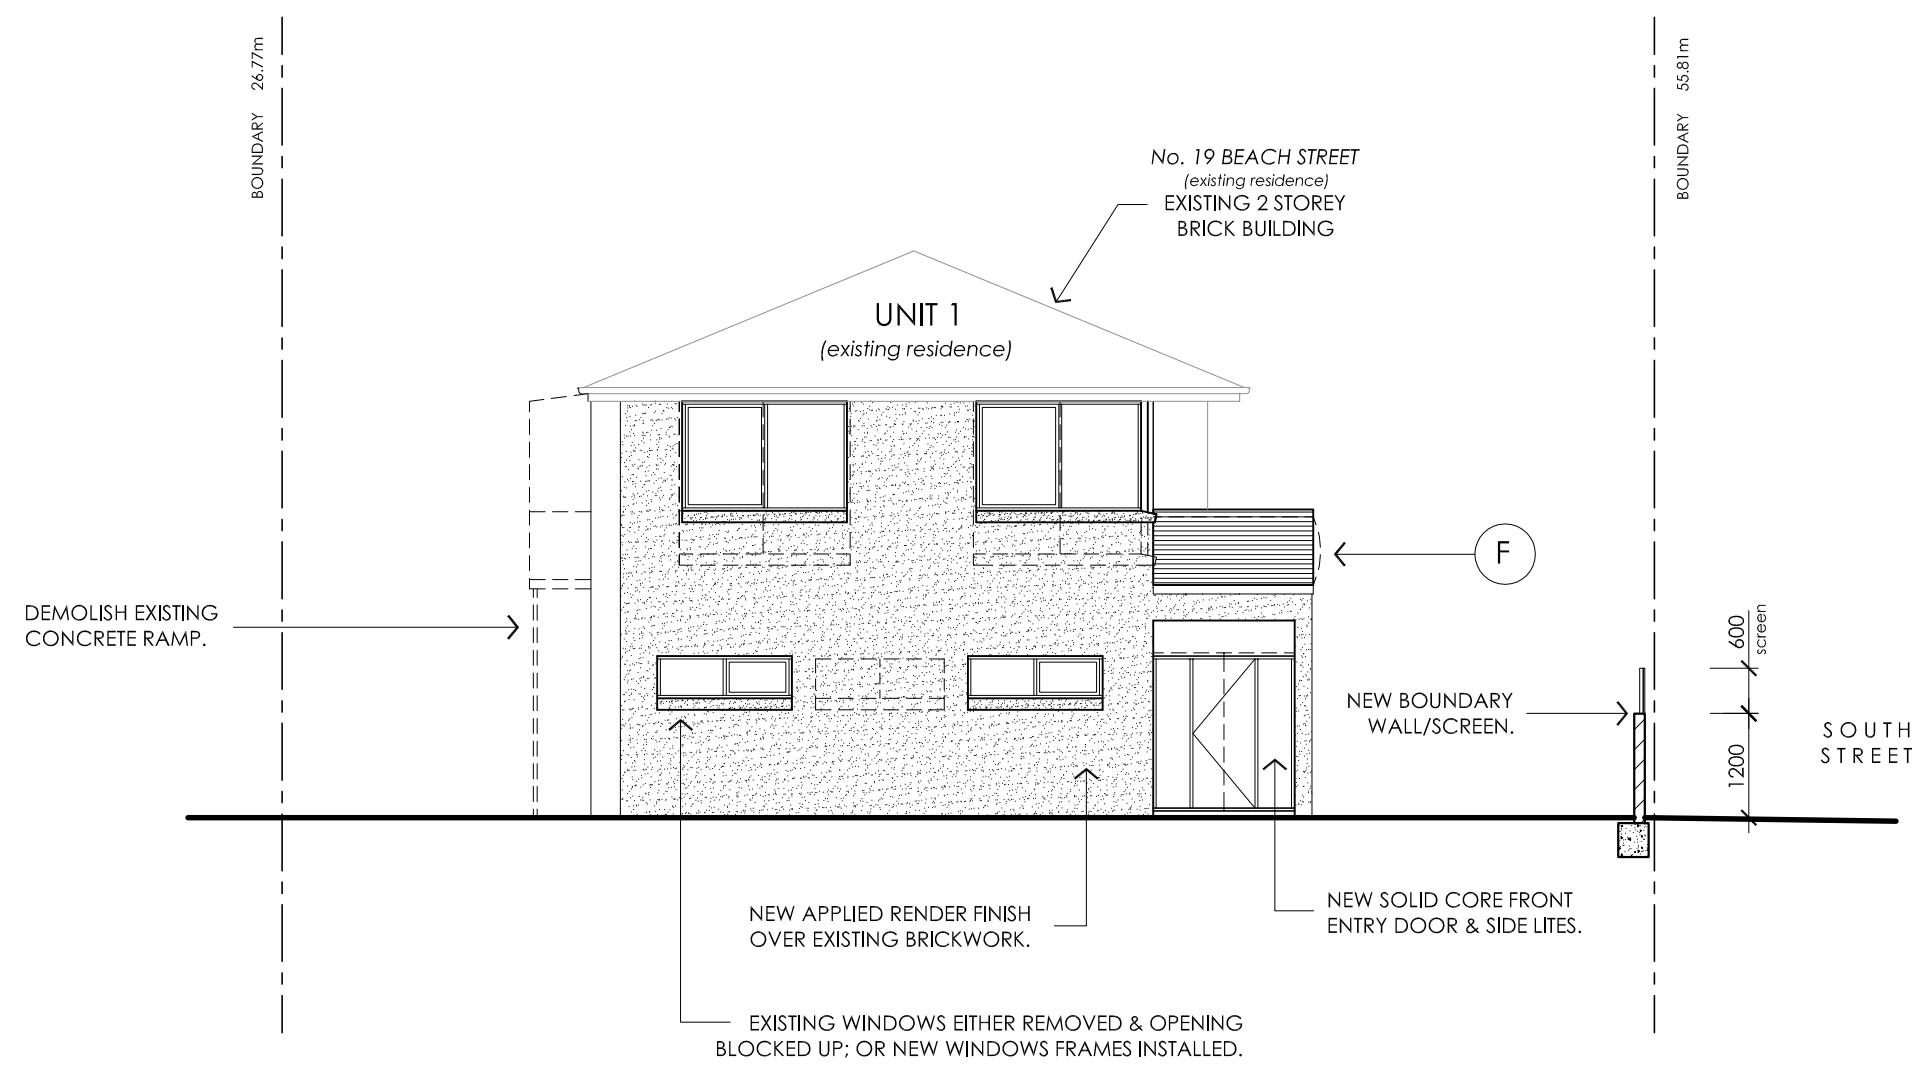 BOUNDARY 26.77m
BOUNDARY 55.81m
No. 19 BEACH STREET
(existing residence)
EXISTING 2 STOREY
BRICK BUILDING
UNIT 1
(existing residence)
F
DEMOLISH EXISTING
CONCRETE RAMP.
600
screen
NEW BOUNDARY
WALL/SCREEN.
1200
SOUTH
STREET
NEW APPLIED RENDER FINISH
OVER EXISTING BRICKWORK.
NEW SOLID CORE FRONT
ENTRY DOOR & SIDE LITES.
EXISTING WINDOWS EITHER REMOVED & OPENING
BLOCKED UP; OR NEW WINDOWS FRAMES INSTALLED.